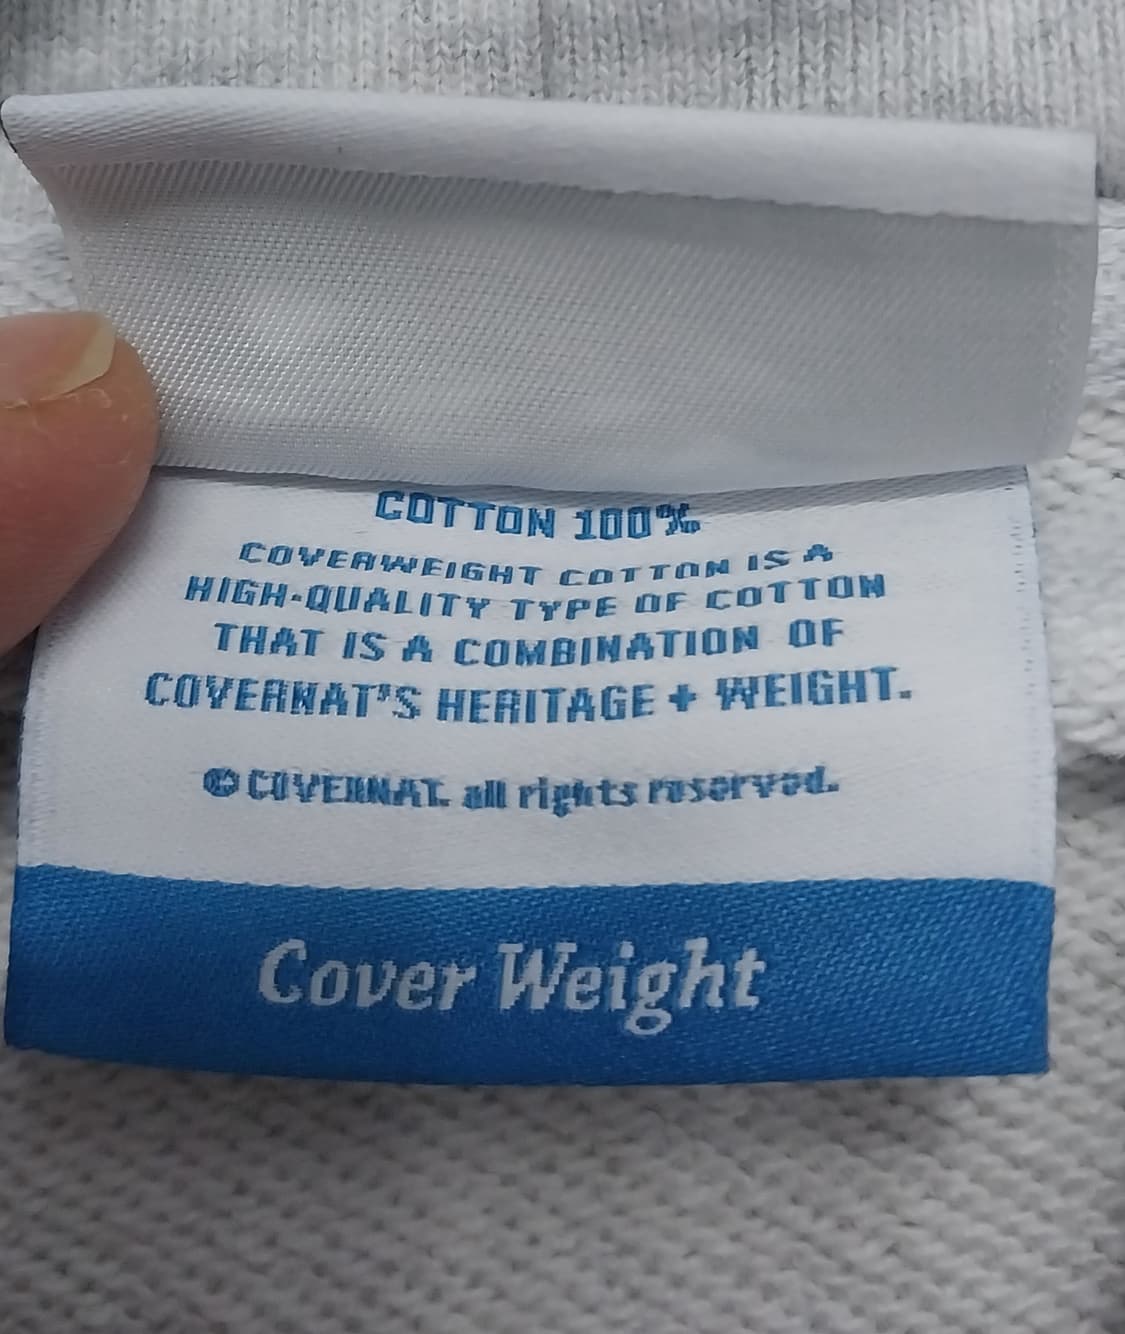 COTTON 100%
COVERWEIGHT COTTON IS A
HIGH-QUALITY TYPE OF COTTON
THAT IS A COMBINATION OF
COVERNAT'S HERITAGE + WEIGHT.
© COVERNAT. all rights reserved.
Cover Weight